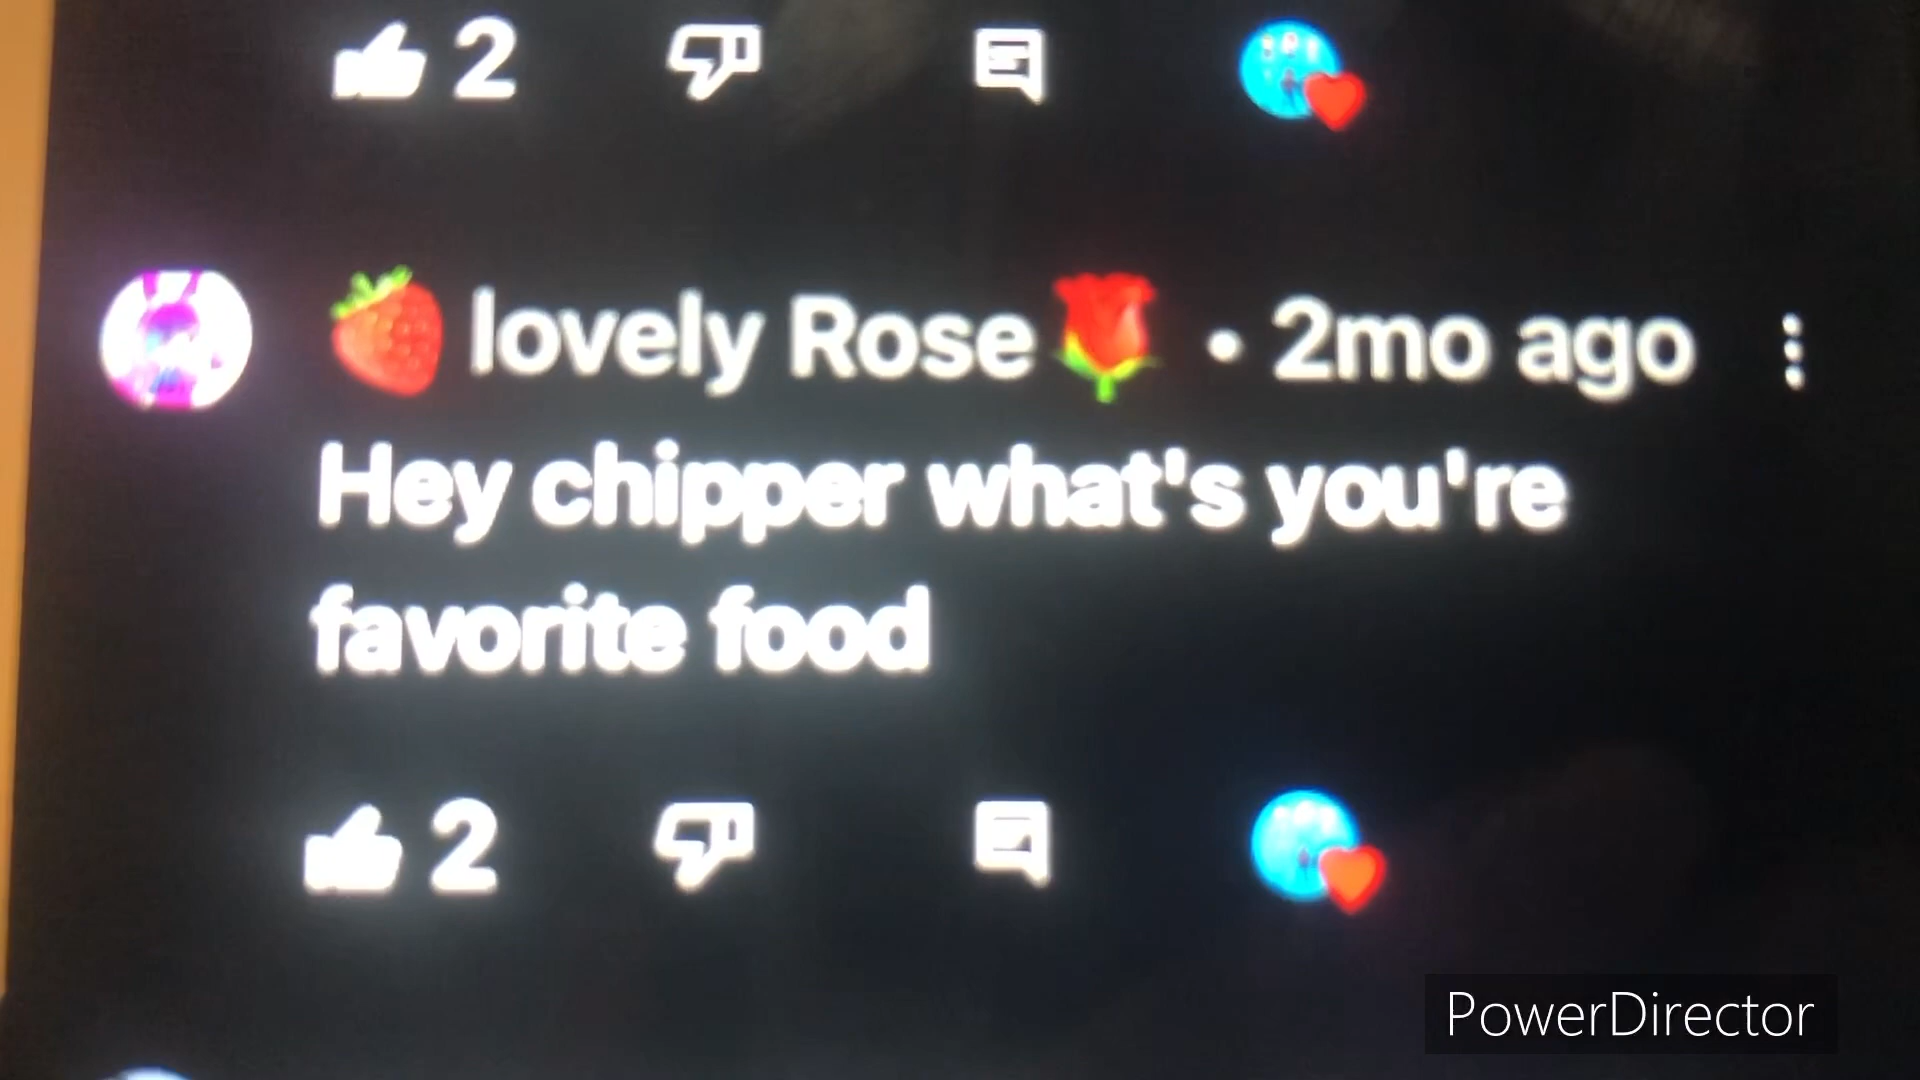 2
🍓 lovely Rose🌹 • 2mo ago
Hey chipper what's you're
favorite food
2
PowerDirector